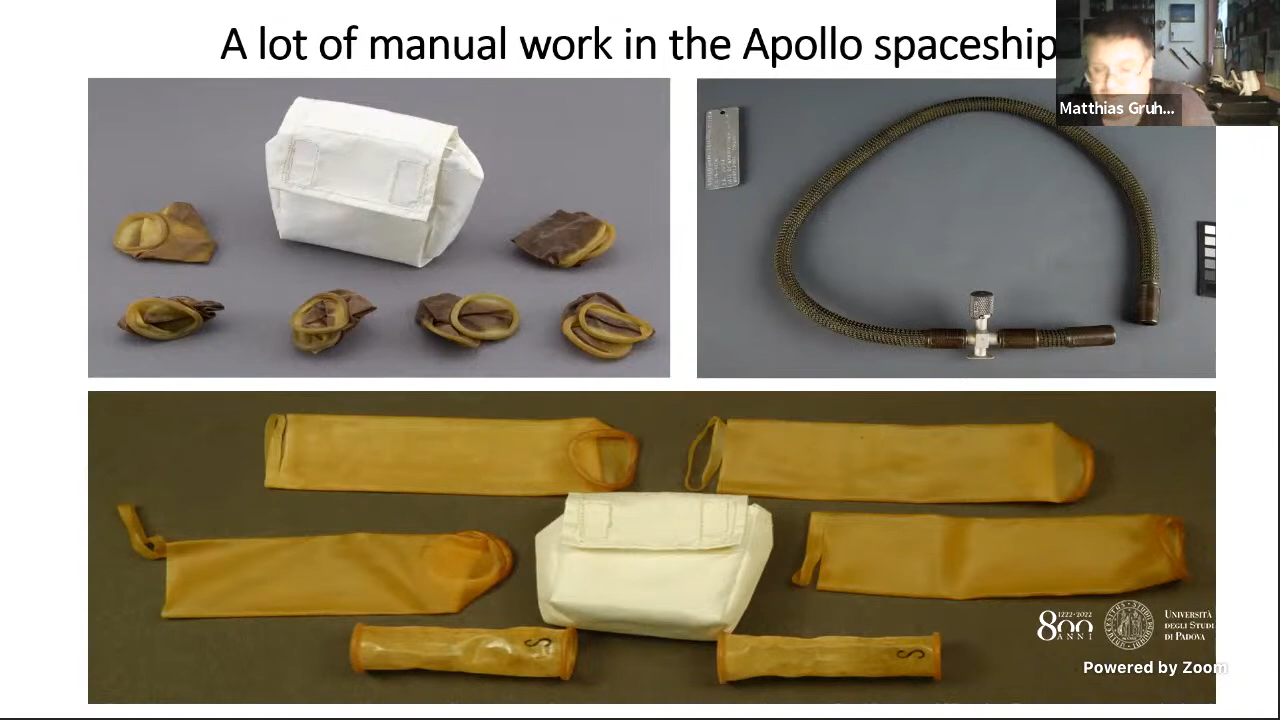 A lot of manual work in the Apollo spaceship
Matthias Gruh...
S
S
1222·2022
800
ANNI
UNIVERSITÀ
DEGLI STUDI
DI PADOVA
Powered by Zoom